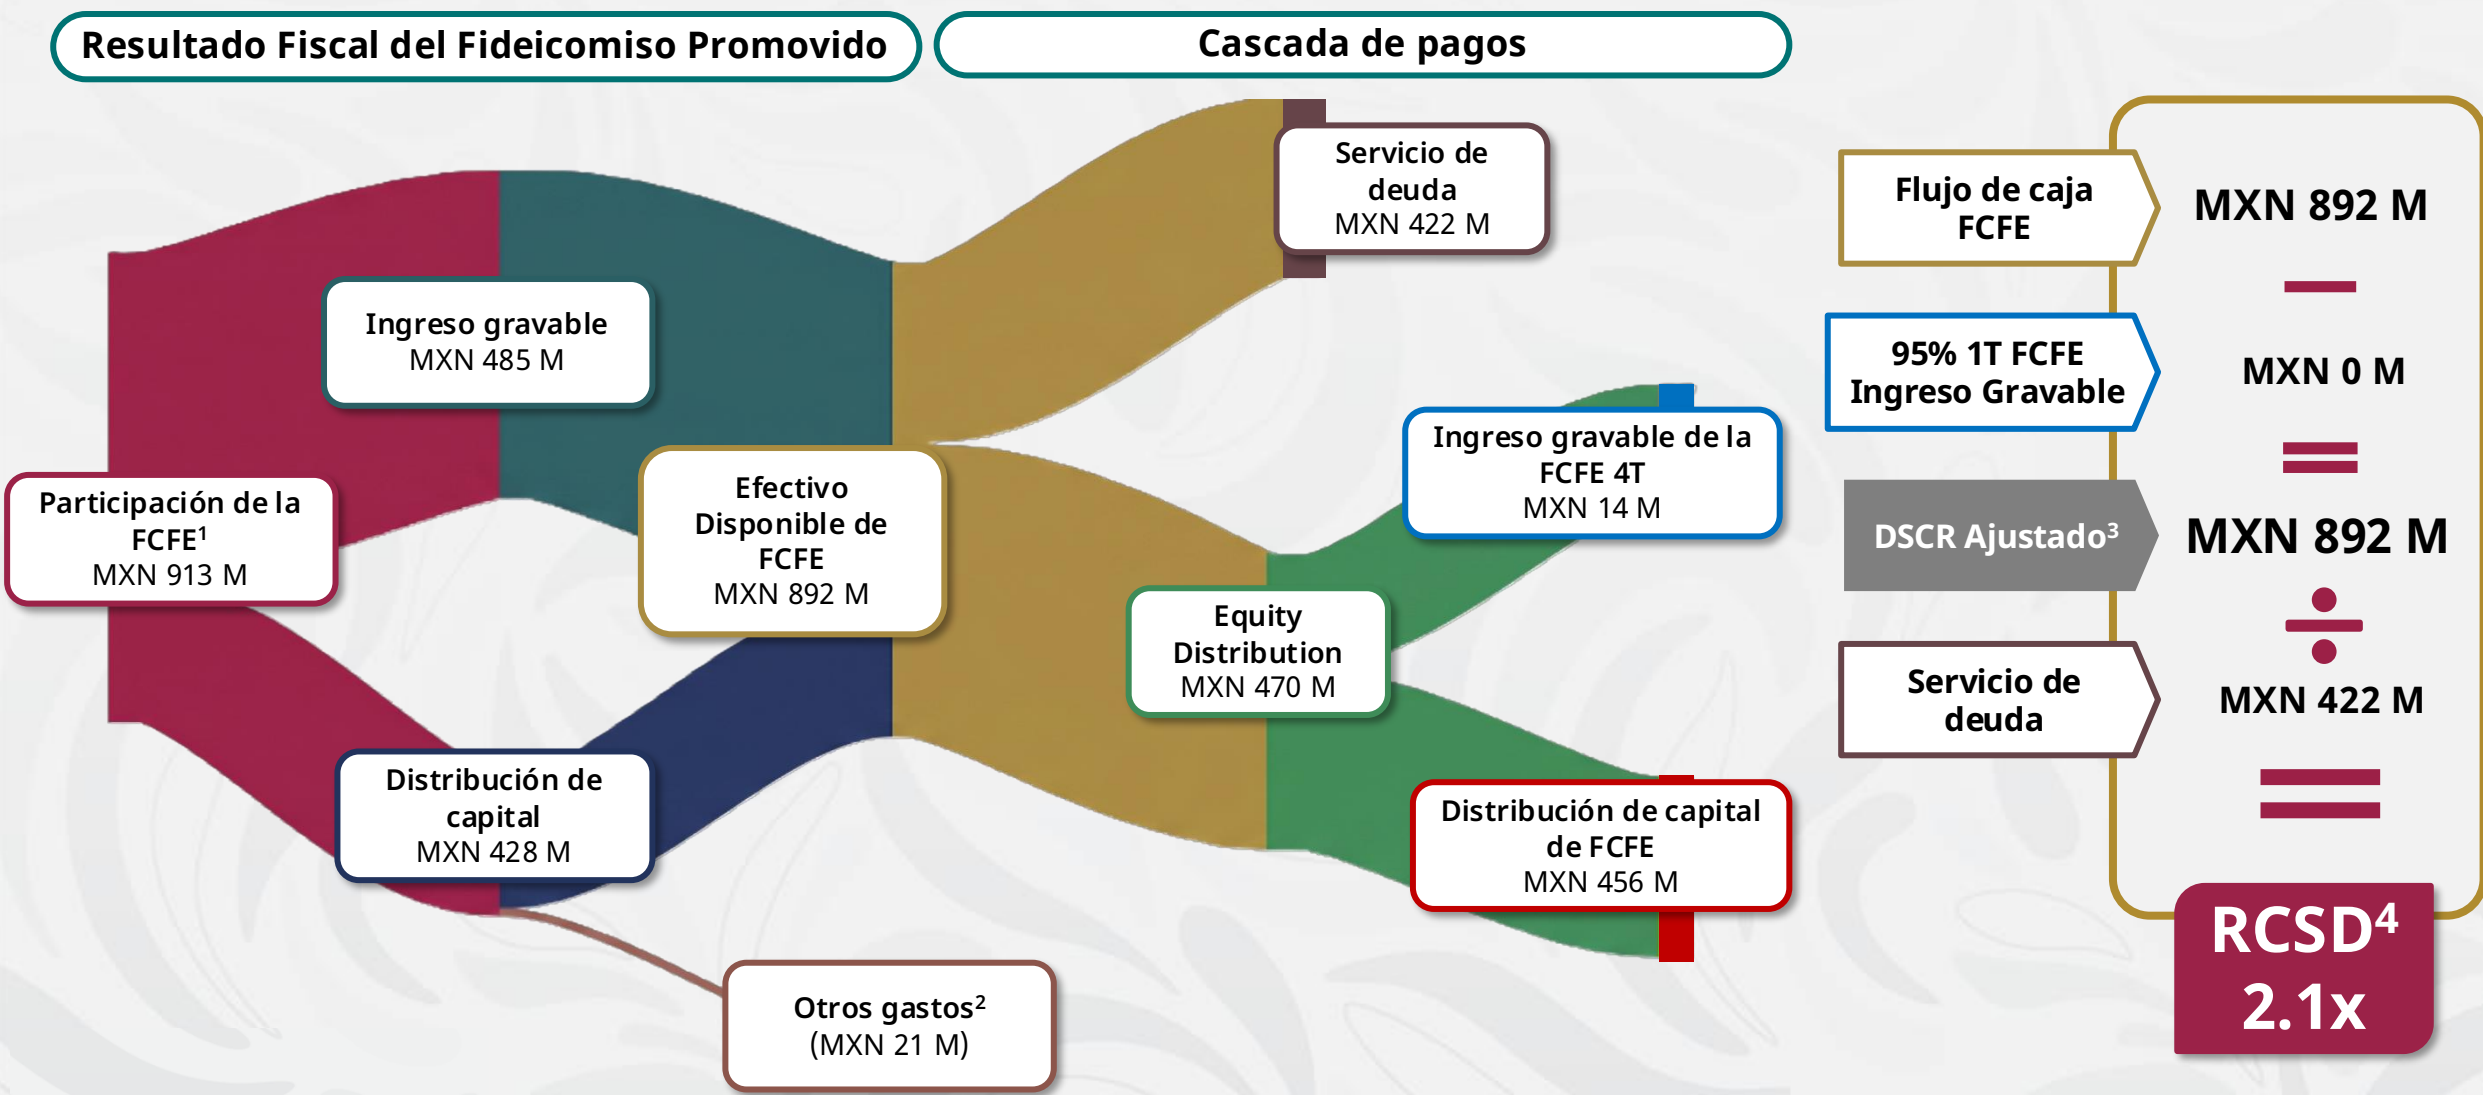 Resultado Fiscal del Fideicomiso Promovido
Cascada de pagos
Participación de la
FCFE¹
MXN 913 M
Ingreso gravable
MXN 485 M
Distribución de
capital
MXN 428 M
Otros gastos²
(MXN 21 M)
Efectivo
Disponible de
FCFE
MXN 892 M
Servicio de
deuda
MXN 422 M
Equity
Distribution
MXN 470 M
Ingreso gravable de la
FCFE 4T
MXN 14 M
Distribución de capital
de FCFE
MXN 456 M
Flujo de caja
FCFE
MXN 892 M
95% 1T FCFE
Ingreso Gravable
MXN 0 M
DSCR Ajustado³
MXN 892 M
Servicio de
deuda
MXN 422 M
RCSD⁴
2.1x